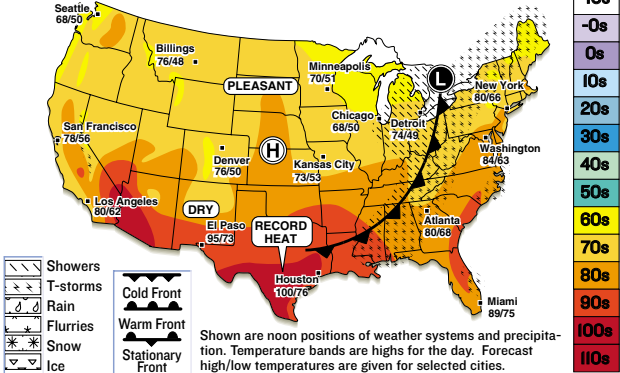 Seattle
68/50
Billings
76/48
Minneapolis
70/51
L
PLEASANT
New York
80/66
Chicago
68/50
Detroit
74/49
San Francisco
78/56
H
Washington
84/63
Denver
76/50
Kansas City
73/53
Los Angeles
80/62
DRY
El Paso
95/73
RECORD
HEAT
Atlanta
80/68
Houston
100/76
Miami
89/75
Showers
T-storms
Rain
Flurries
Snow
Ice
Cold Front
Warm Front
Stationary
Front
Shown are noon positions of weather systems and precipita-
tion. Temperature bands are highs for the day. Forecast
high/low temperatures are given for selected cities.
-0s
0s
10s
20s
30s
40s
50s
60s
70s
80s
90s
100s
110s